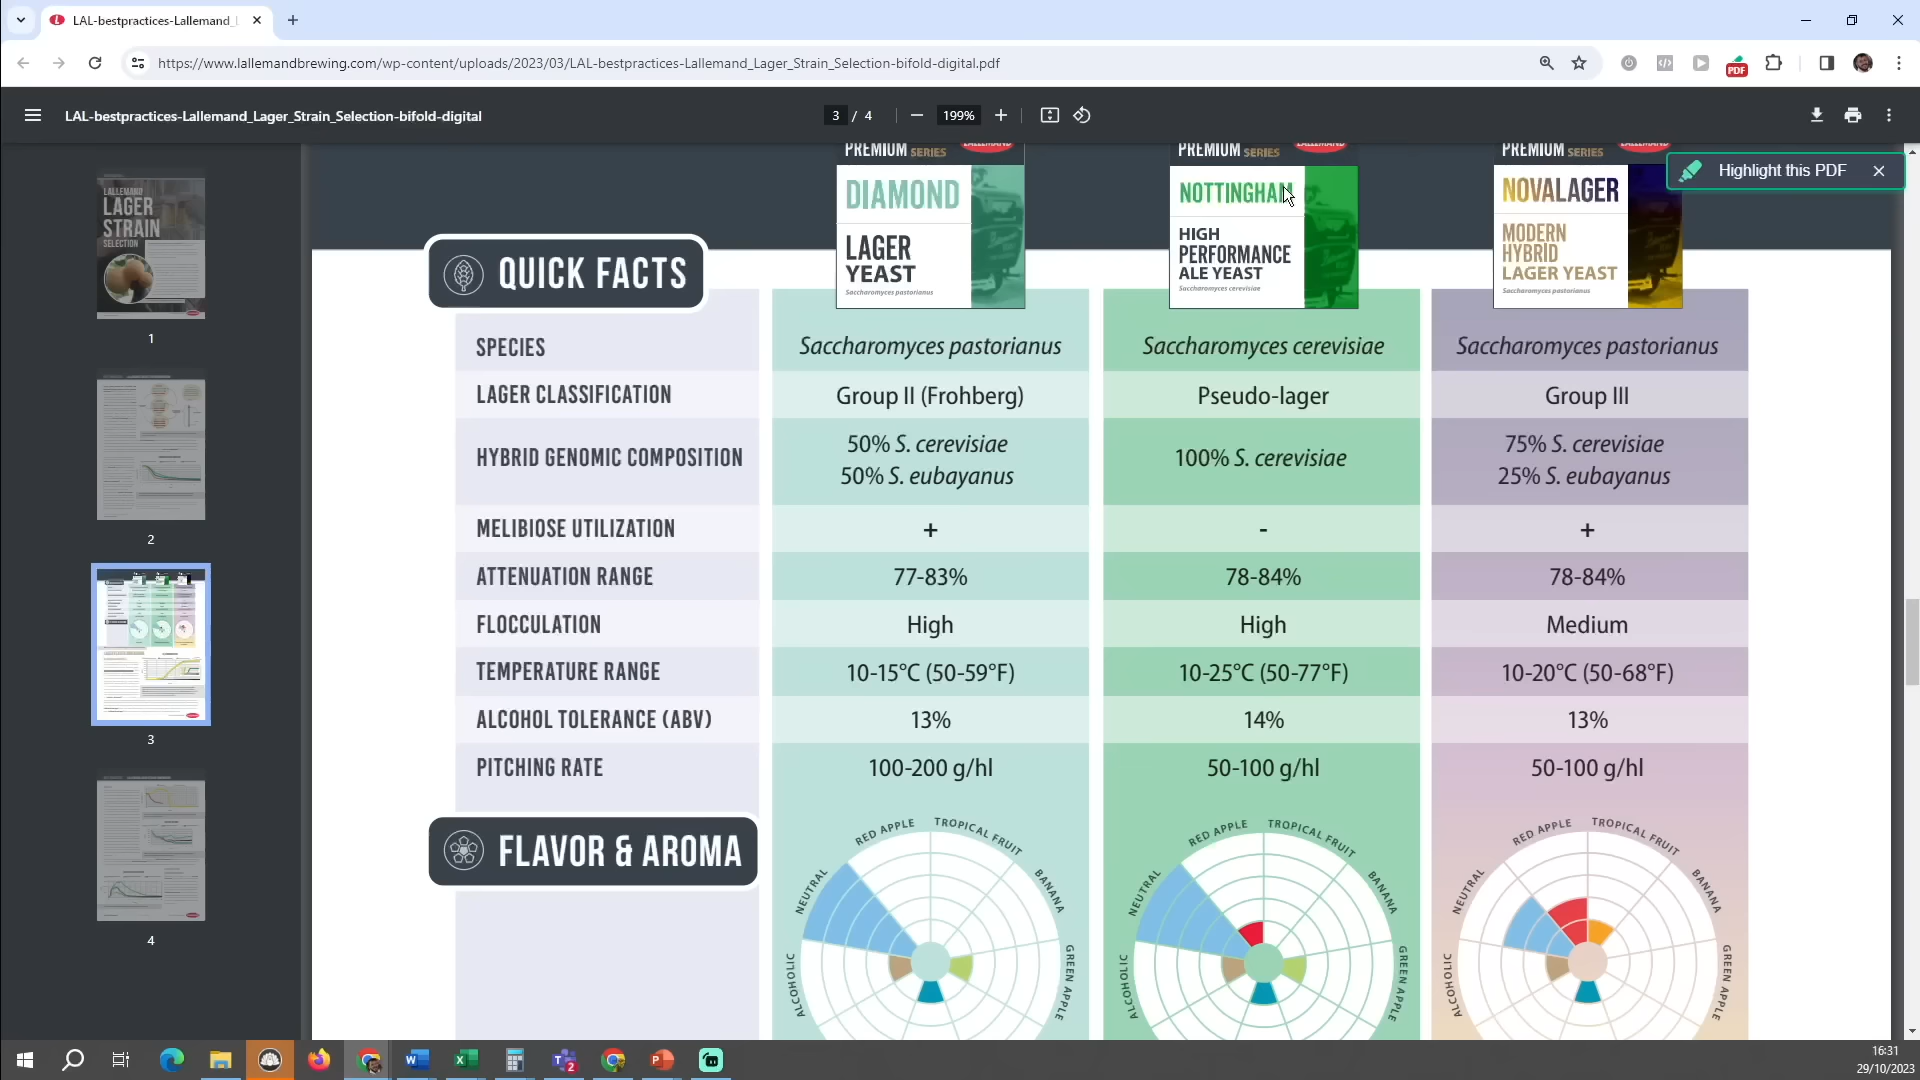 LAL-bestpractices-Lallemand_L
https://www.lallemandbrewing.com/wp-content/uploads/2023/03/LAL-bestpractices-Lallemand_Lager_Strain_Selection-bifold-digital.pdf
PDF
LAL-bestpractices-Lallemand_Lager_Strain_Selection-bifold-digital
3 / 4
199%
Highlight this PDF
LALLEMAND
LAGER
STRAIN
SELECTION
1
2
3
4
PREMIUM SERIES
DIAMOND
LAGER
YEAST
Saccharomyces pastorianus
PREMIUM SERIES
NOTTINGHAM
HIGH
PERFORMANCE
ALE YEAST
Saccharomyces cerevisiae
PREMIUM SERIES
NOVALAGER
MODERN
HYBRID
LAGER YEAST
Saccharomyces pastorianus
QUICK FACTS
SPECIES Saccharomyces pastorianus Saccharomyces cerevisiae Saccharomyces pastorianus
LAGER CLASSIFICATION Group II (Frohberg) Pseudo-lager Group III
HYBRID GENOMIC COMPOSITION 50% S. cerevisiae 50% S. eubayanus 100% S. cerevisiae 75% S. cerevisiae 25% S. eubayanus
MELIBIOSE UTILIZATION + - +
ATTENUATION RANGE 77-83% 78-84% 78-84%
FLOCCULATION High High Medium
TEMPERATURE RANGE 10-15°C (50-59°F) 10-25°C (50-77°F) 10-20°C (50-68°F)
ALCOHOL TOLERANCE (ABV) 13% 14% 13%
PITCHING RATE 100-200 g/hl 50-100 g/hl 50-100 g/hl
FLAVOR & AROMA
ALCOHOLIC NEUTRAL RED APPLE TROPICAL FRUIT BANANA GREEN APPLE
ALCOHOLIC NEUTRAL RED APPLE TROPICAL FRUIT BANANA GREEN APPLE
ALCOHOLIC NEUTRAL RED APPLE TROPICAL FRUIT BANANA GREEN APPLE
16:31
29/10/2023